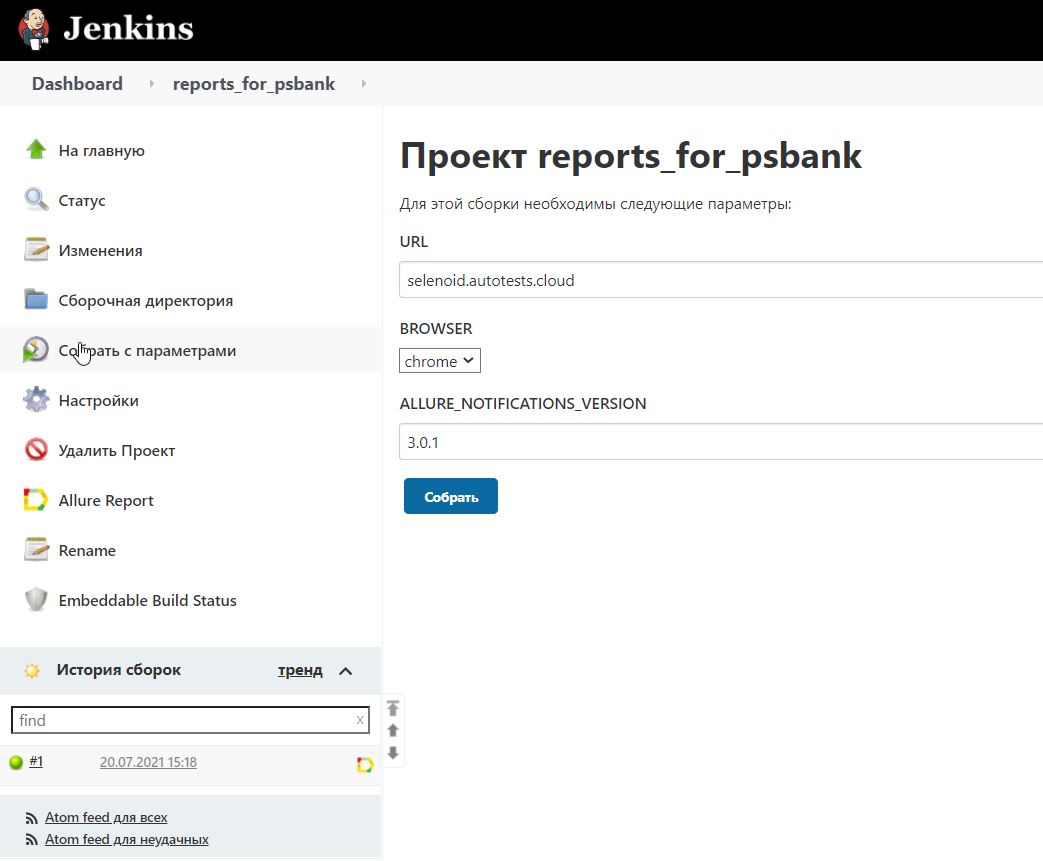 Jenkins
Dashboard
reports_for_psbank
На главную
Статус
Изменения
Сборочная директория
Собрать с параметрами
Настройки
Удалить Проект
Allure Report
Rename
Embeddable Build Status
История сборок
тренд
find
x
#1
20.07.2021 15:18
Atom feed для всех
Atom feed для неудачных
Проект reports_for_psbank
Для этой сборки необходимы следующие параметры:
URL
selenoid.autotests.cloud
BROWSER
chrome
ALLURE_NOTIFICATIONS_VERSION
3.0.1
Собрать